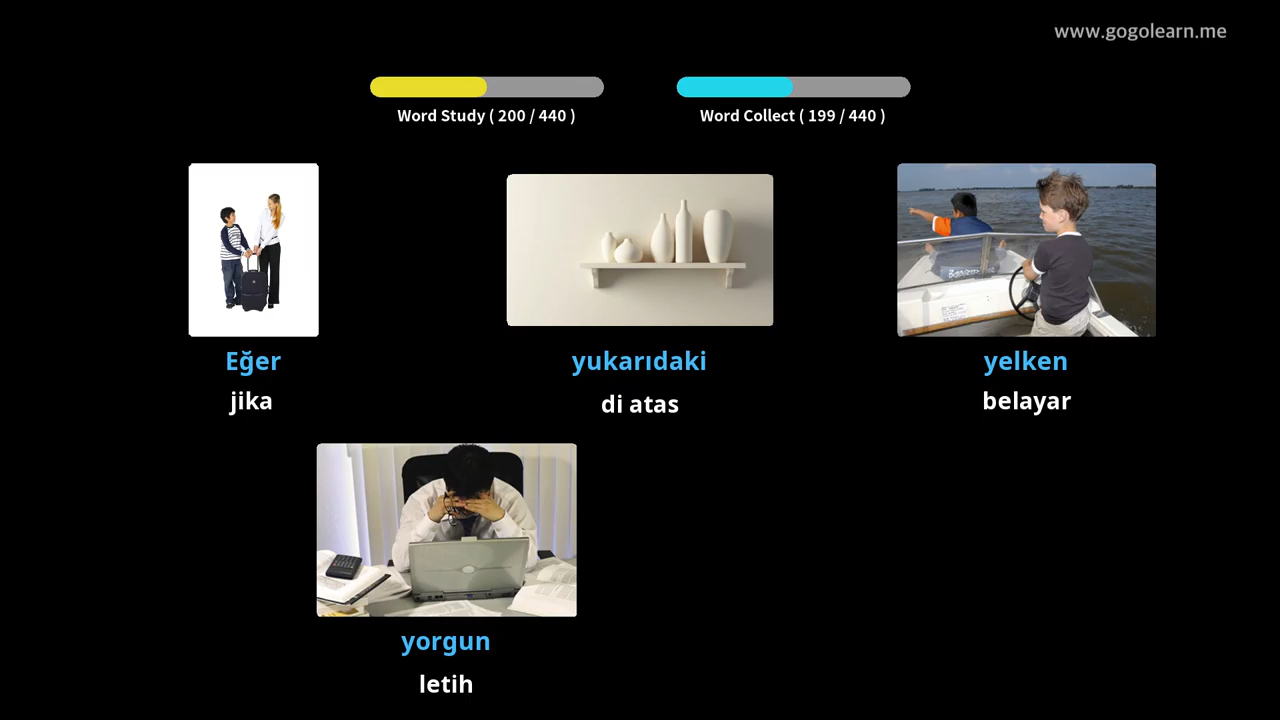 www.gogolearn.me
Word Study ( 200 / 440 )
Word Collect ( 199 / 440 )
Eğer
jika
yukarıdaki
di atas
yelken
belayar
yorgun
letih